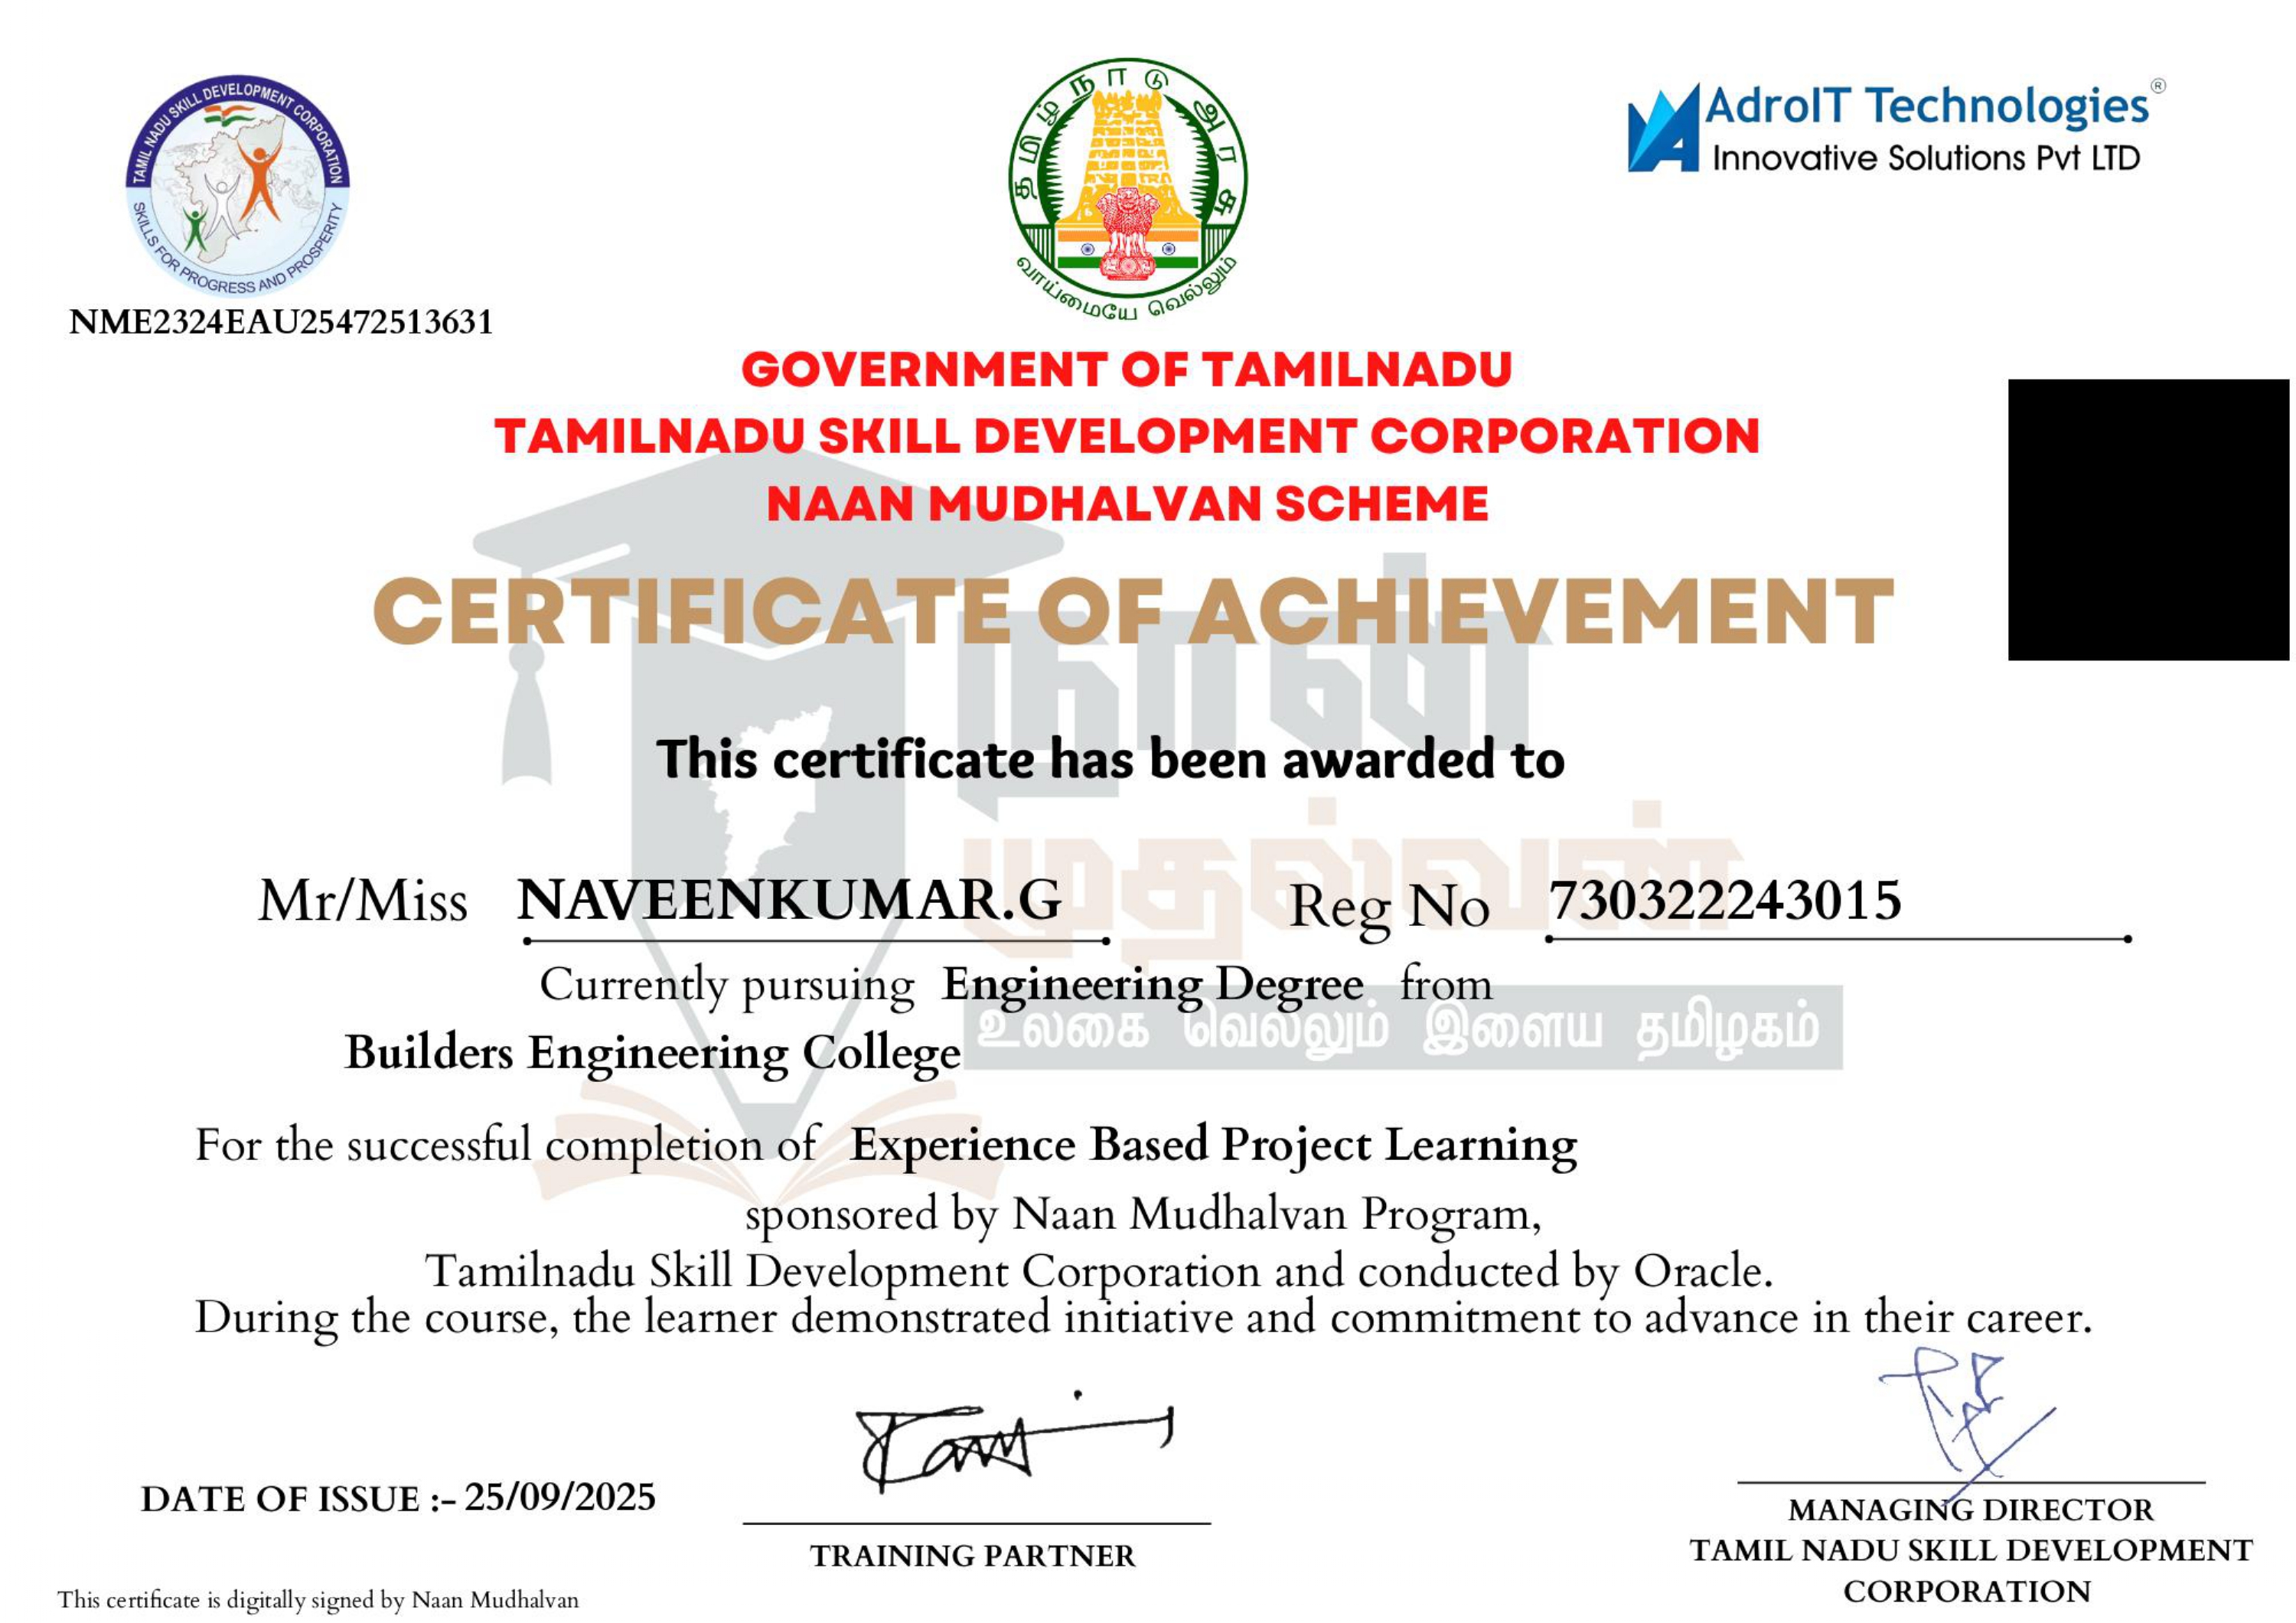 TAMIL NADU SKILL DEVELOPMENT CORPORATION
SKILLS FOR PROGRESS AND PROSPERITY
NME2324EAU25472513631
தமிழ்நாடு அரசு
வாய்மையே வெல்லும்
AdroIT Technologies®
Innovative Solutions Pvt LTD
GOVERNMENT OF TAMILNADU
TAMILNADU SKILL DEVELOPMENT CORPORATION
NAAN MUDHALVAN SCHEME
CERTIFICATE OF ACHIEVEMENT
நான்
This certificate has been awarded to
முதல்வன்
Mr/Miss NAVEENKUMAR.G Reg No 730322243015
Currently pursuing Engineering Degree from
உலகை வெல்லும் இளைய தமிழகம்
Builders Engineering College
For the successful completion of Experience Based Project Learning
sponsored by Naan Mudhalvan Program,
Tamilnadu Skill Development Corporation and conducted by Oracle.
During the course, the learner demonstrated initiative and commitment to advance in their career.
DATE OF ISSUE :- 25/09/2025
TRAINING PARTNER
MANAGING DIRECTOR
TAMIL NADU SKILL DEVELOPMENT
CORPORATION
This certificate is digitally signed by Naan Mudhalvan